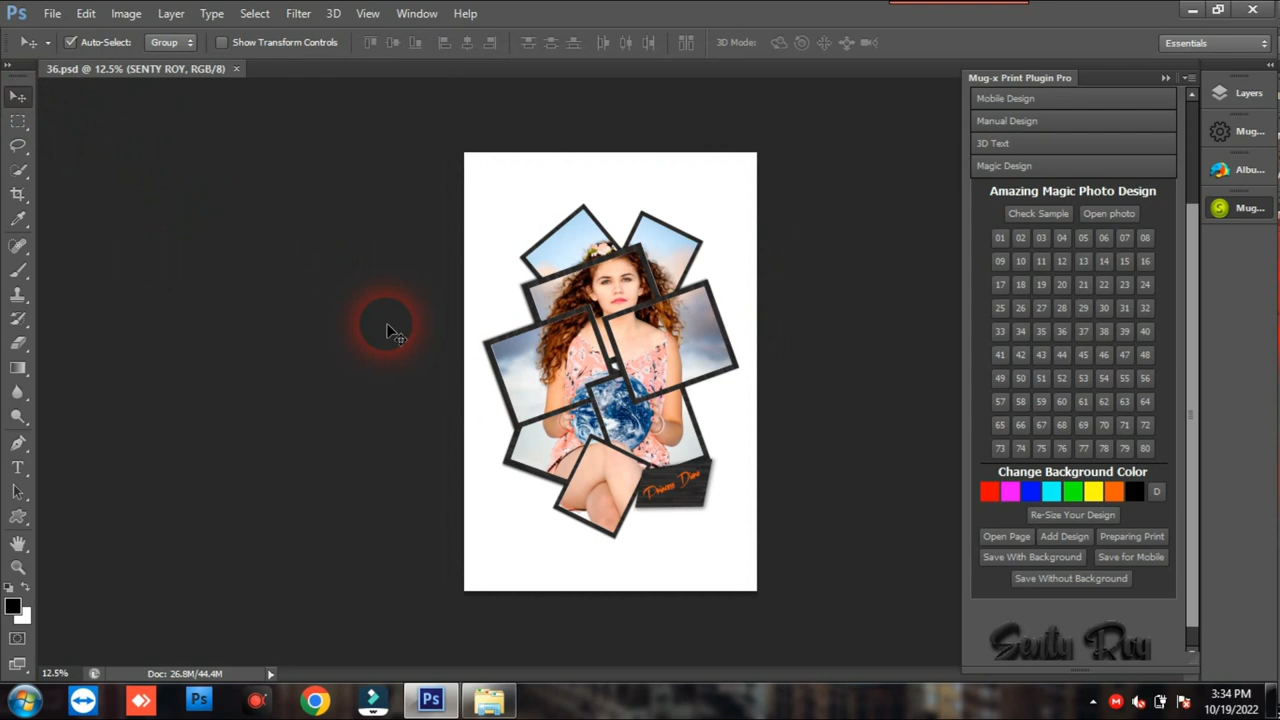 Ps File Edit Image Layer Type Select Filter 3D View Window Help
Auto-Select: Group Show Transform Controls 3D Mode: Essentials
36.psd @ 12.5% (SENTY ROY, RGB/8) ×
Mug-x Print Plugin Pro
Mobile Design
Manual Design
3D Text
Magic Design
Amazing Magic Photo Design
Check Sample Open photo
01 02 03 04 05 06 07 08
09 10 11 12 13 14 15 16
17 18 19 20 21 22 23 24
25 26 27 28 29 30 31 32
33 34 35 36 37 38 39 40
41 42 43 44 45 46 47 48
49 50 51 52 53 54 55 56
57 58 59 60 61 62 63 64
65 66 67 68 69 70 71 72
73 74 75 76 77 78 79 80
Change Background Color
D
Re-Size Your Design
Open Page Add Design Preparing Print
Save With Background Save for Mobile
Save Without Background
Senty Roy
Layers
Mug...
Albu...
Mug...
Princes Diana
12.5% Doc: 26.8M/44.4M
Ps Ps
3:34 PM
10/19/2022